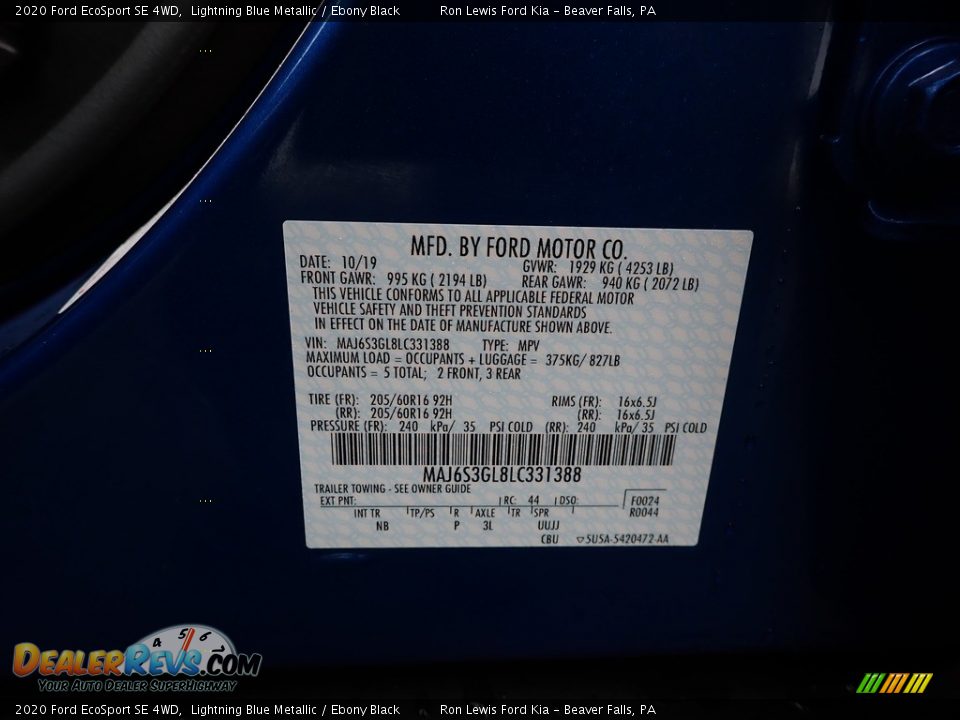 2020 Ford EcoSport SE 4WD, Lightning Blue Metallic / Ebony Black Ron Lewis Ford Kia - Beaver Falls, PA
MFD. BY FORD MOTOR CO.
DATE: 10/19 GVWR: 1929 KG ( 4253 LB)
FRONT GAWR: 995 KG ( 2194 LB) REAR GAWR: 940 KG ( 2072 LB)
THIS VEHICLE CONFORMS TO ALL APPLICABLE FEDERAL MOTOR
VEHICLE SAFETY AND THEFT PREVENTION STANDARDS
IN EFFECT ON THE DATE OF MANUFACTURE SHOWN ABOVE.
VIN: MAJ6S3GL8LC331388 TYPE: MPV
MAXIMUM LOAD = OCCUPANTS + LUGGAGE = 375KG/ 827LB
OCCUPANTS = 5 TOTAL; 2 FRONT, 3 REAR
TIRE (FR): 205/60R16 92H RIMS (FR): 16x6.5J
(RR): 205/60R16 92H (RR): 16x6.5J
PRESSURE (FR): 240 kPa/ 35 PSI COLD (RR): 240 kPa/ 35 PSI COLD
MAJ6S3GL8LC331388
TRAILER TOWING - SEE OWNER GUIDE
EXT PNT: RC: 44 DSO: F0024
INT TR TP/PS R AXLE TR SPR R0044
NB P 3L UUJJ
CBU 5USA-5420472-AA
4 5 6
DEALERREVS.COM
YOUR AUTO DEALER SUPERHIGHWAY
2020 Ford EcoSport SE 4WD, Lightning Blue Metallic / Ebony Black Ron Lewis Ford Kia - Beaver Falls, PA